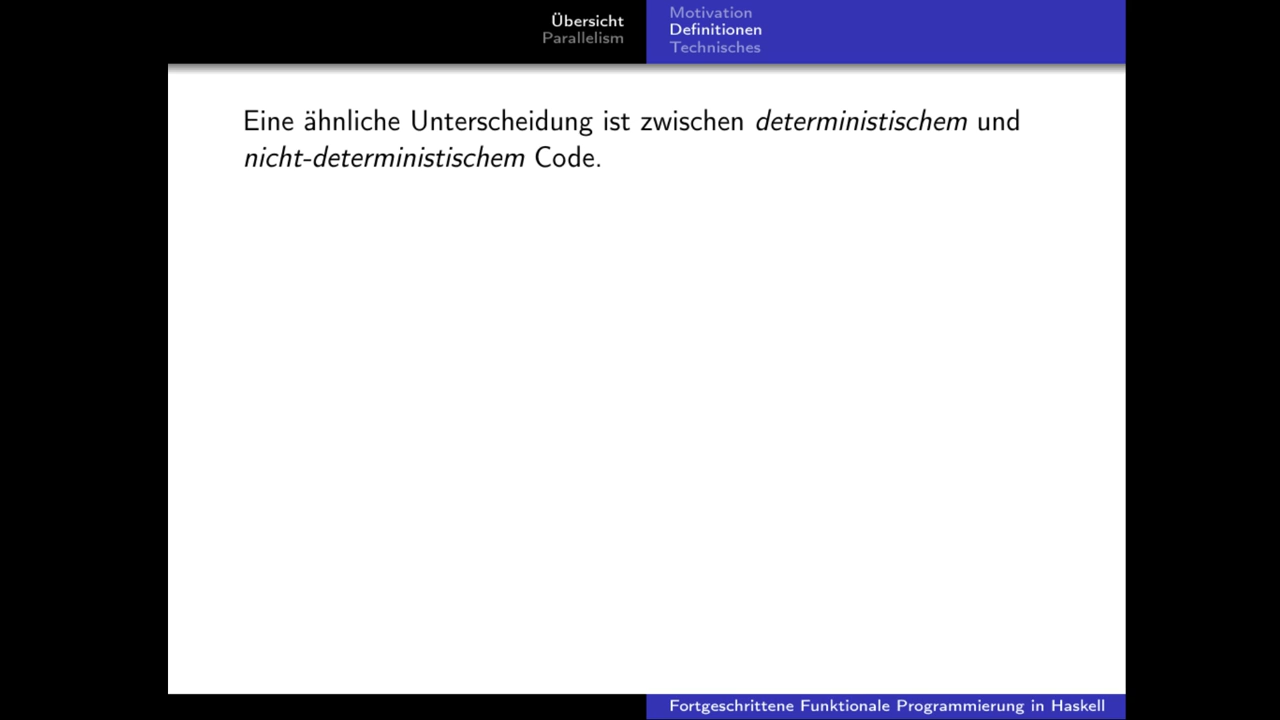 Übersicht
Parallelism
Motivation
Definitionen
Technisches
Eine ähnliche Unterscheidung ist zwischen deterministischem und
nicht-deterministischem Code.
Fortgeschrittene Funktionale Programmierung in Haskell